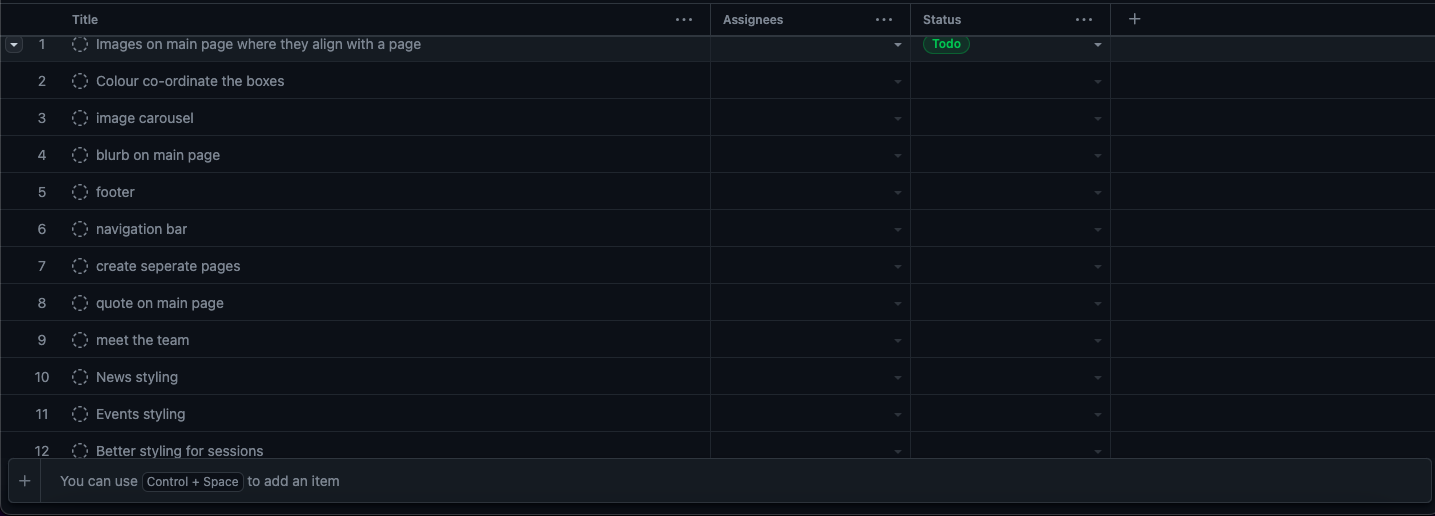 Title Assignees Status
1 Images on main page where they align with a page Todo
2 Colour co-ordinate the boxes
3 image carousel
4 blurb on main page
5 footer
6 navigation bar
7 create seperate pages
8 quote on main page
9 meet the team
10 News styling
11 Events styling
12 Better styling for sessions
You can use Control + Space to add an item